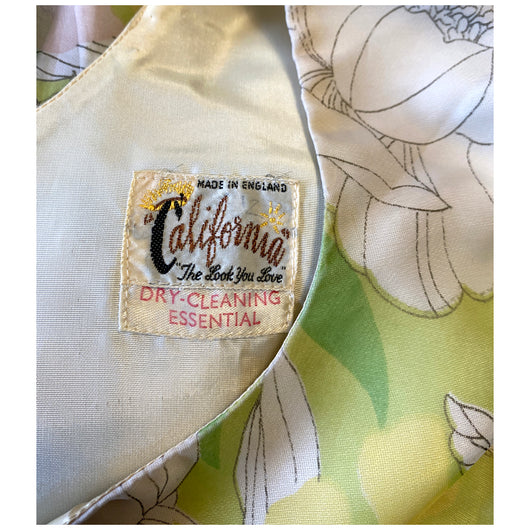 MADE IN ENGLAND
"California"
"The Look You Love"
DRY-CLEANING
ESSENTIAL